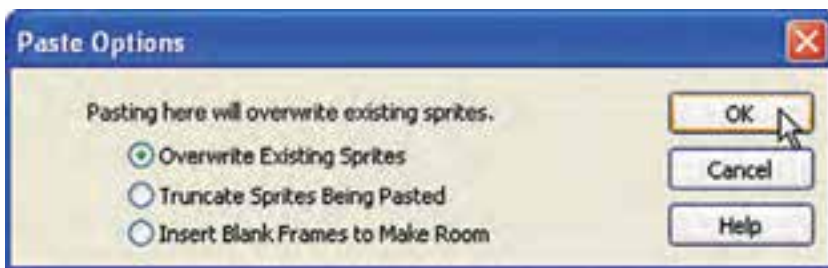 Paste Options
Pasting here will overwrite existing sprites.
Overwrite Existing Sprites
Truncate Sprites Being Pasted
Insert Blank Frames to Make Room
OK
Cancel
Help